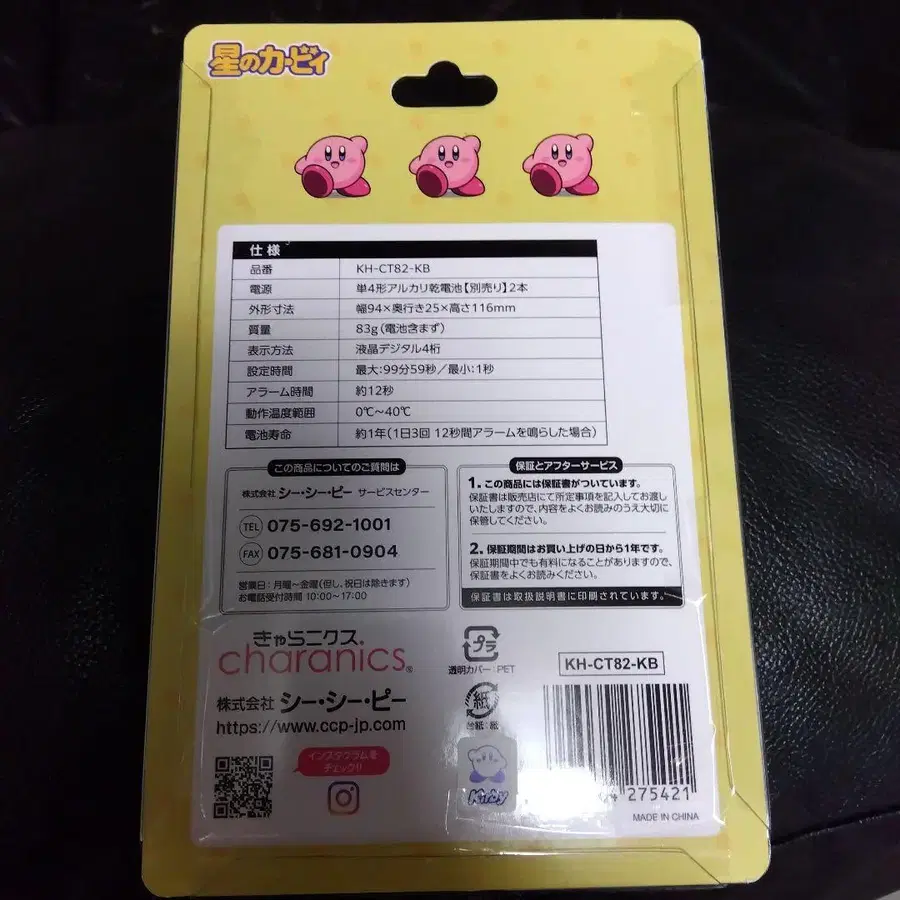 星のカービィ
仕様
品番 KH-CT82-KB
電源 単4形アルカリ乾電池【別売り】2本
外形寸法 幅94×奥行き25×高さ116mm
質量 83g(電池含まず)
表示方法 液晶デジタル4桁
設定時間 最大:99分59秒/最小:1秒
アラーム時間 約12秒
動作温度範囲 0℃~40℃
電池寿命 約1年(1日3回 12秒間アラームを鳴らした場合)
この商品についてのご質問は
株式会社 シー・シー・ピー サービスセンター
TEL 075-692-1001
FAX 075-681-0904
営業日:月曜~金曜(但し、祝日は除きます)
お電話受付時間 10:00~17:00
保証とアフターサービス
1. この商品には保証書がついています。
保証書は販売店にて所定事項を記入してお渡し
いたしますので、内容をよくお読みのうえ大切に
保管してください。
2. 保証期間はお買い上げの日から1年です。
保証期間中でも有料になることがありますので、
保証書をよくお読みください。
保証書は取扱説明書に印刷されています。
きゃらニクス®
charanics®
株式会社 シー・シー・ピー
https://www.ccp-jp.com
インスタグラムを
チェック!!
プラ
透明カバー:PET
紙
台紙:紙
Kirby
KH-CT82-KB
275421
MADE IN CHINA